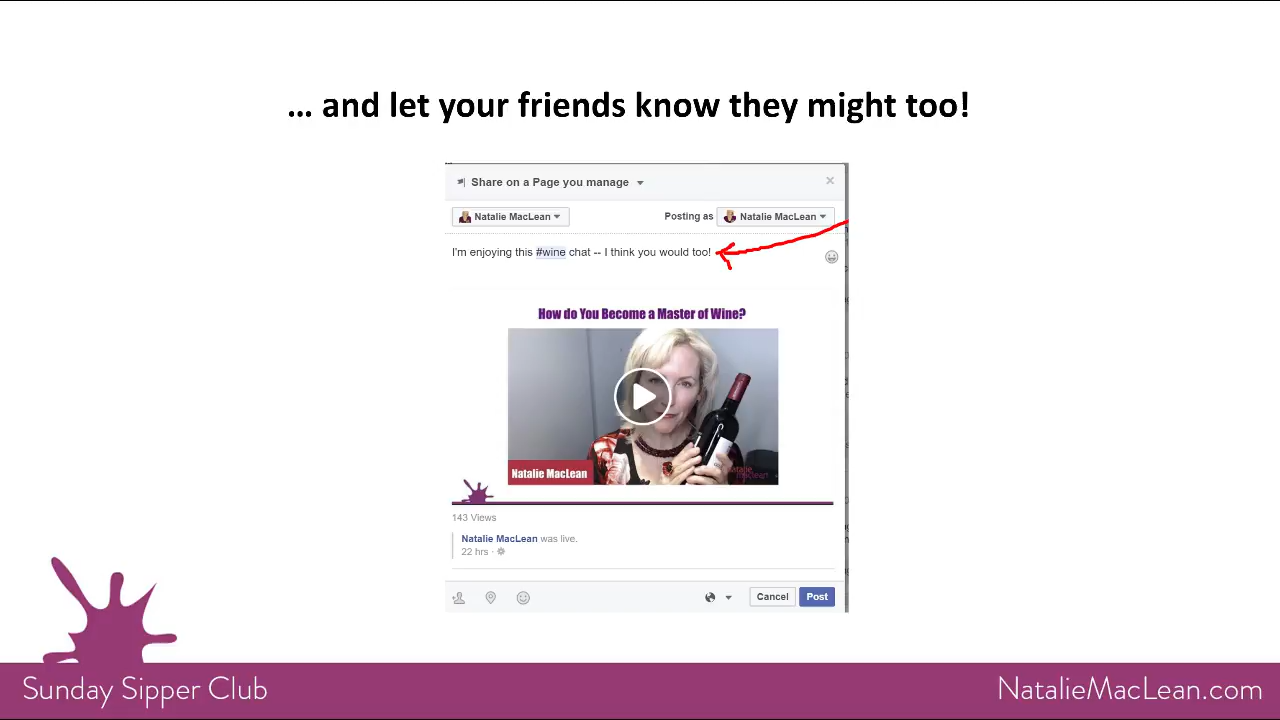 … and let your friends know they might too!
Share on a Page you manage
Natalie MacLean
Posting as
Natalie MacLean
I'm enjoying this #wine chat -- I think you would too!
How do You Become a Master of Wine?
Natalie MacLean
natalie
maclean
143 Views
Natalie MacLean was live.
22 hrs ·
Cancel
Post
Sunday Sipper Club
NatalieMacLean.com